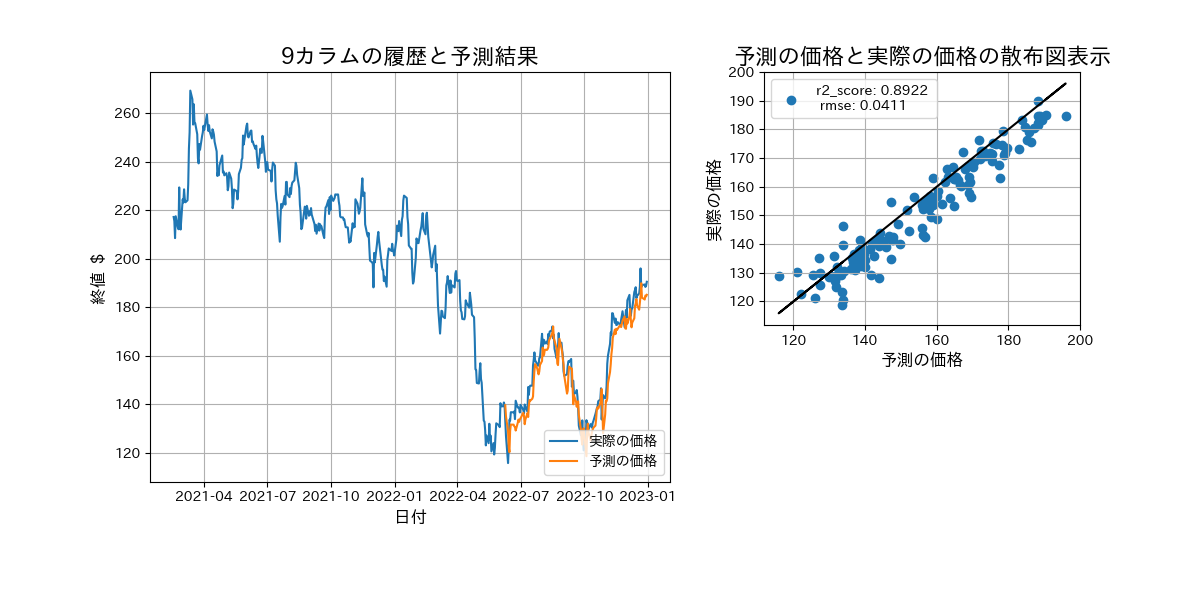 9カラムの履歴と予測結果
終値 $
260
240
220
200
180
160
140
120
2021-04 2021-07 2021-10 2022-01 2022-04 2022-07 2022-10 2023-01
日付
実際の価格
予測の価格
予測の価格と実際の価格の散布図表示
r2_score: 0.8922
rmse: 0.0411
実際の価格
200
190
180
170
160
150
140
130
120
120 140 160 180 200
予測の価格